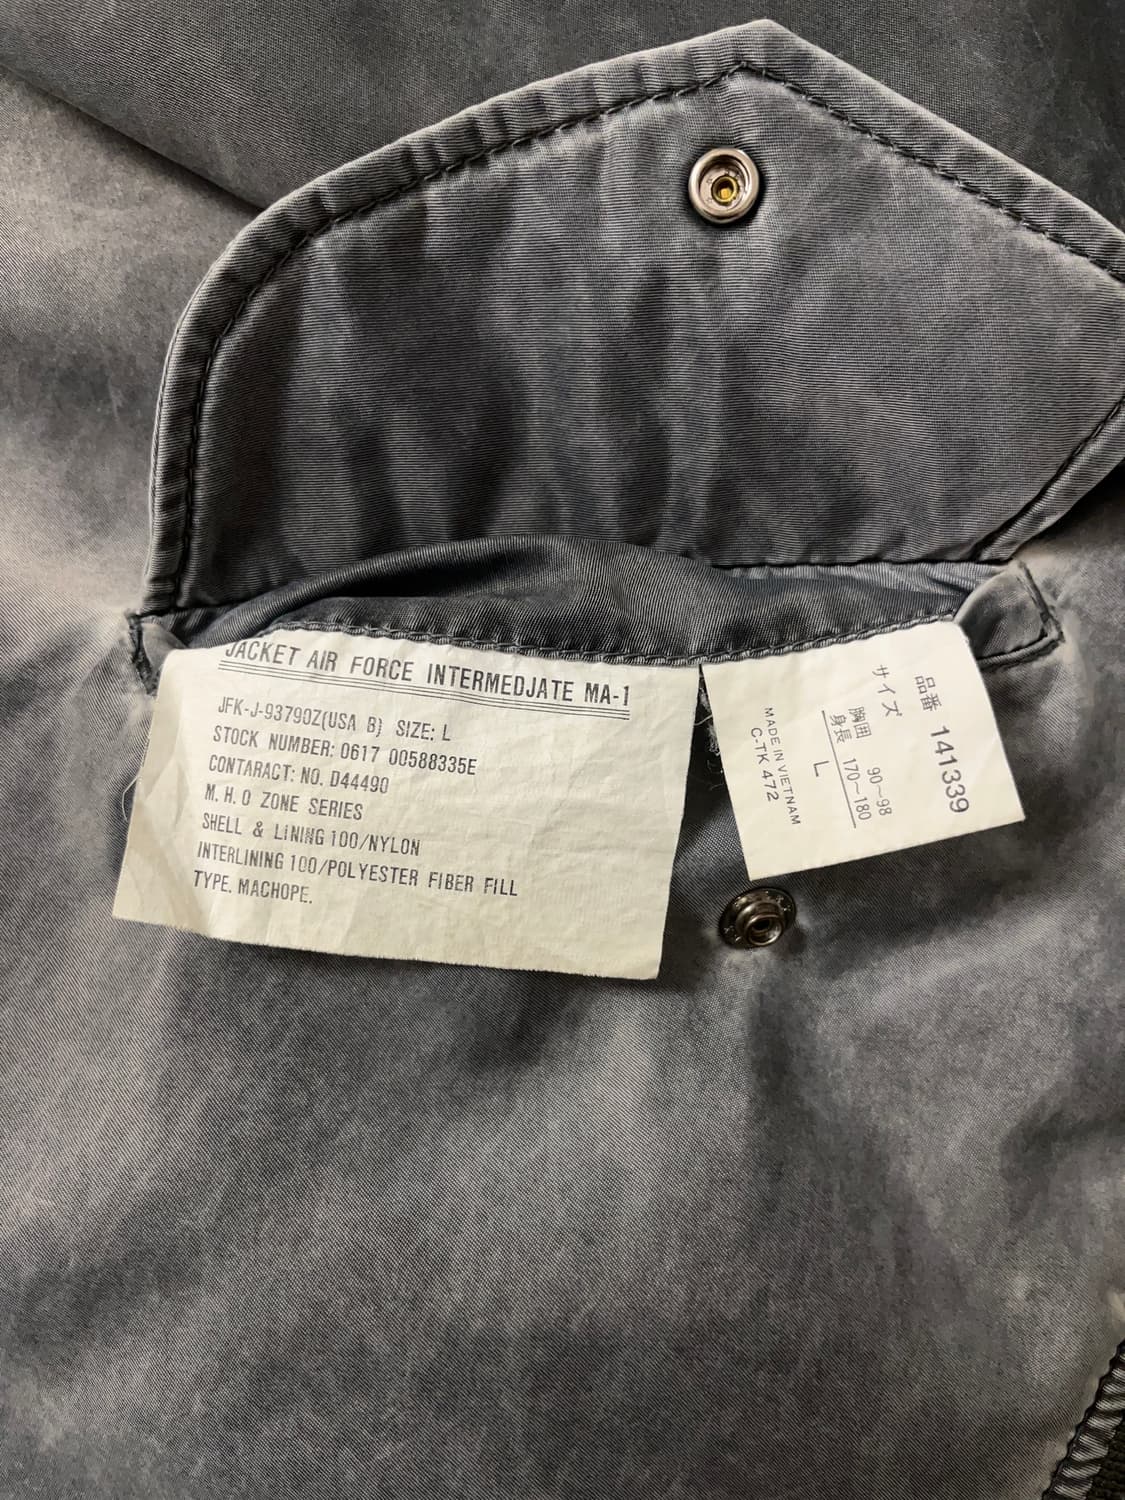 JACKET AIR FORCE INTERMEDJATE MA-1
JFK-J-93790Z(USA B) SIZE: L
STOCK NUMBER: 0617 00588335E
CONTARACT: NO. D44490
M.H.O ZONE SERIES
SHELL & LINING 100/NYLON
INTERLINING 100/POLYESTER FIBER FILL
TYPE. MACHOPE.
品番 141339
サイズ
胸囲 90~98
身長 170~180
L
MADE IN VIETNAM
C-TK 472